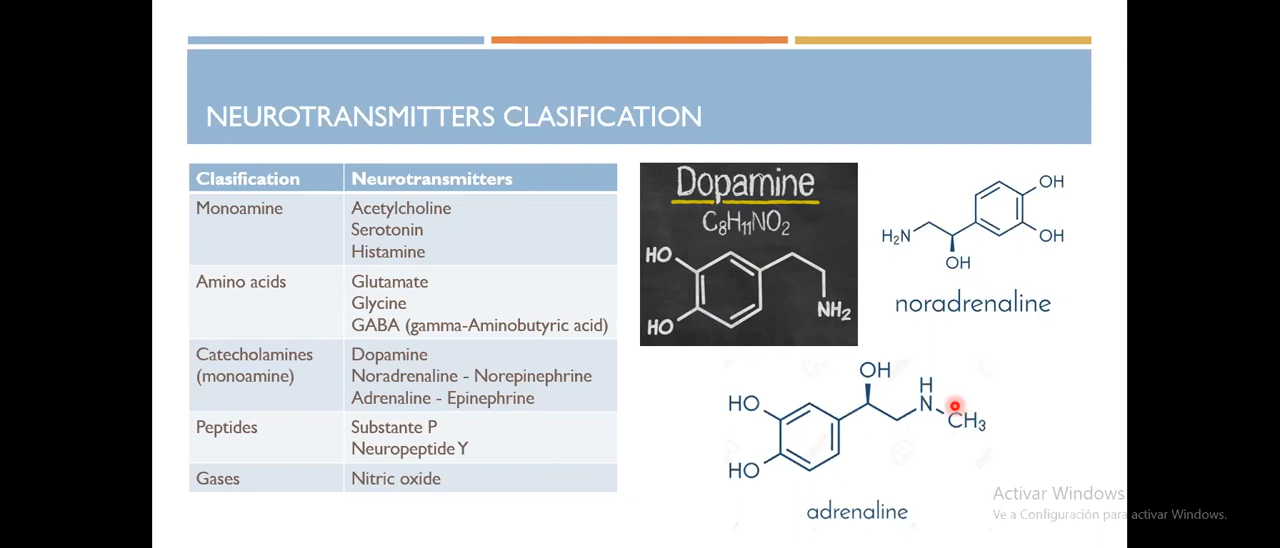 NEUROTRANSMITTERS CLASIFICATION
Clasification Neurotransmitters
Monoamine Acetylcholine
Serotonin
Histamine
Amino acids Glutamate
Glycine
GABA (gamma-Aminobutyric acid)
Catecholamines Dopamine
(monoamine) Noradrenaline - Norepinephrine
Adrenaline - Epinephrine
Peptides Substante P
Neuropeptide Y
Gases Nitric oxide
Dopamine
C₈H₁₁NO₂
HO
HO
NH₂
OH
OH
H₂N
OH
noradrenaline
OH
H
N
HO
CH₃
HO
adrenaline
Activar Windows
Ve a Configuración para activar Windows.